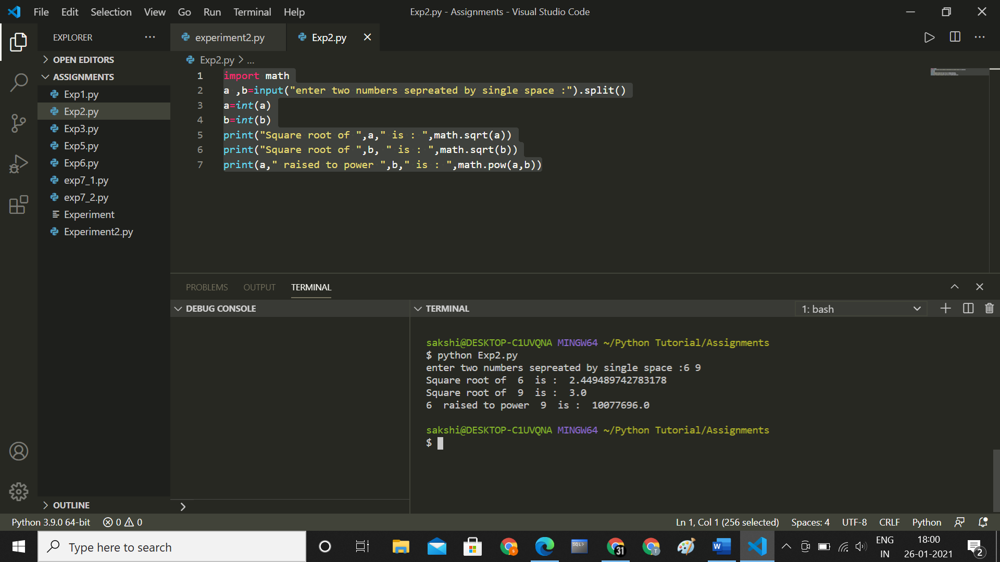 File Edit Selection View Go Run Terminal Help
Exp2.py - Assignments - Visual Studio Code
EXPLORER
experiment2.py
Exp2.py
OPEN EDITORS
ASSIGNMENTS
Exp1.py
Exp2.py
Exp3.py
Exp5.py
Exp6.py
exp7_1.py
exp7_2.py
Experiment
Experiment2.py
OUTLINE
Exp2.py > ...
1 import math
2 a ,b=input("enter two numbers sepreated by single space :").split()
3 a=int(a)
4 b=int(b)
5 print("Square root of ",a," is : ",math.sqrt(a))
6 print("Square root of ",b, " is : ",math.sqrt(b))
7 print(a," raised to power ",b," is : ",math.pow(a,b))
PROBLEMS OUTPUT TERMINAL
DEBUG CONSOLE
TERMINAL
1: bash
sakshi@DESKTOP-C1UVQNA MINGW64 ~/Python Tutorial/Assignments
$ python Exp2.py
enter two numbers sepreated by single space :6 9
Square root of  6  is :  2.449489742783178
Square root of  9  is :  3.0
6  raised to power  9  is :  10077696.0
sakshi@DESKTOP-C1UVQNA MINGW64 ~/Python Tutorial/Assignments
$
Python 3.9.0 64-bit 0 0
Ln 1, Col 1 (256 selected) Spaces: 4 UTF-8 CRLF Python
Type here to search
SQL>
S
31
T
W
ENG
IN
18:00
26-01-2021
2